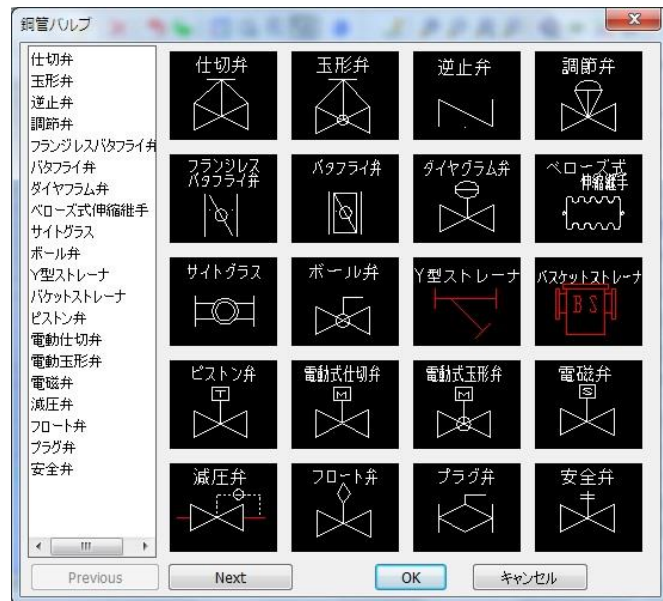 鋼管バルブ
仕切弁
玉形弁
逆止弁
調節弁
フランジレスバタフライ弁
バタフライ弁
ダイヤフラム弁
ベローズ式伸縮継手
サイトグラス
ボール弁
Y型ストレーナ
バケットストレーナ
ピストン弁
電動仕切弁
電動玉形弁
電磁弁
減圧弁
フロート弁
プラグ弁
安全弁
仕切弁
玉形弁
逆止弁
調節弁
フランジレス
バタフライ弁
バタフライ弁
ダイヤグラム弁
ベローズ式
伸縮継手
サイトグラス
ボール弁
Y型ストレーナ
バスケットストレーナ
BS
ピストン弁
T
電動式仕切弁
M
電動式玉形弁
M
電磁弁
S
減圧弁
フロート弁
プラグ弁
安全弁
Previous
Next
OK
キャンセル